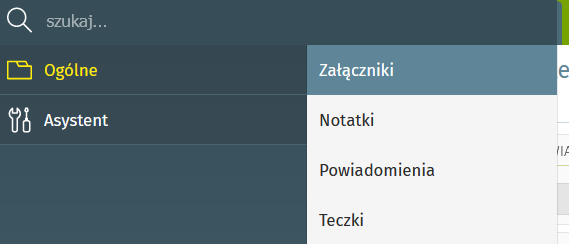 szukaj...
Ogólne
Asystent
Załączniki
Notatki
Powiadomienia
Teczki